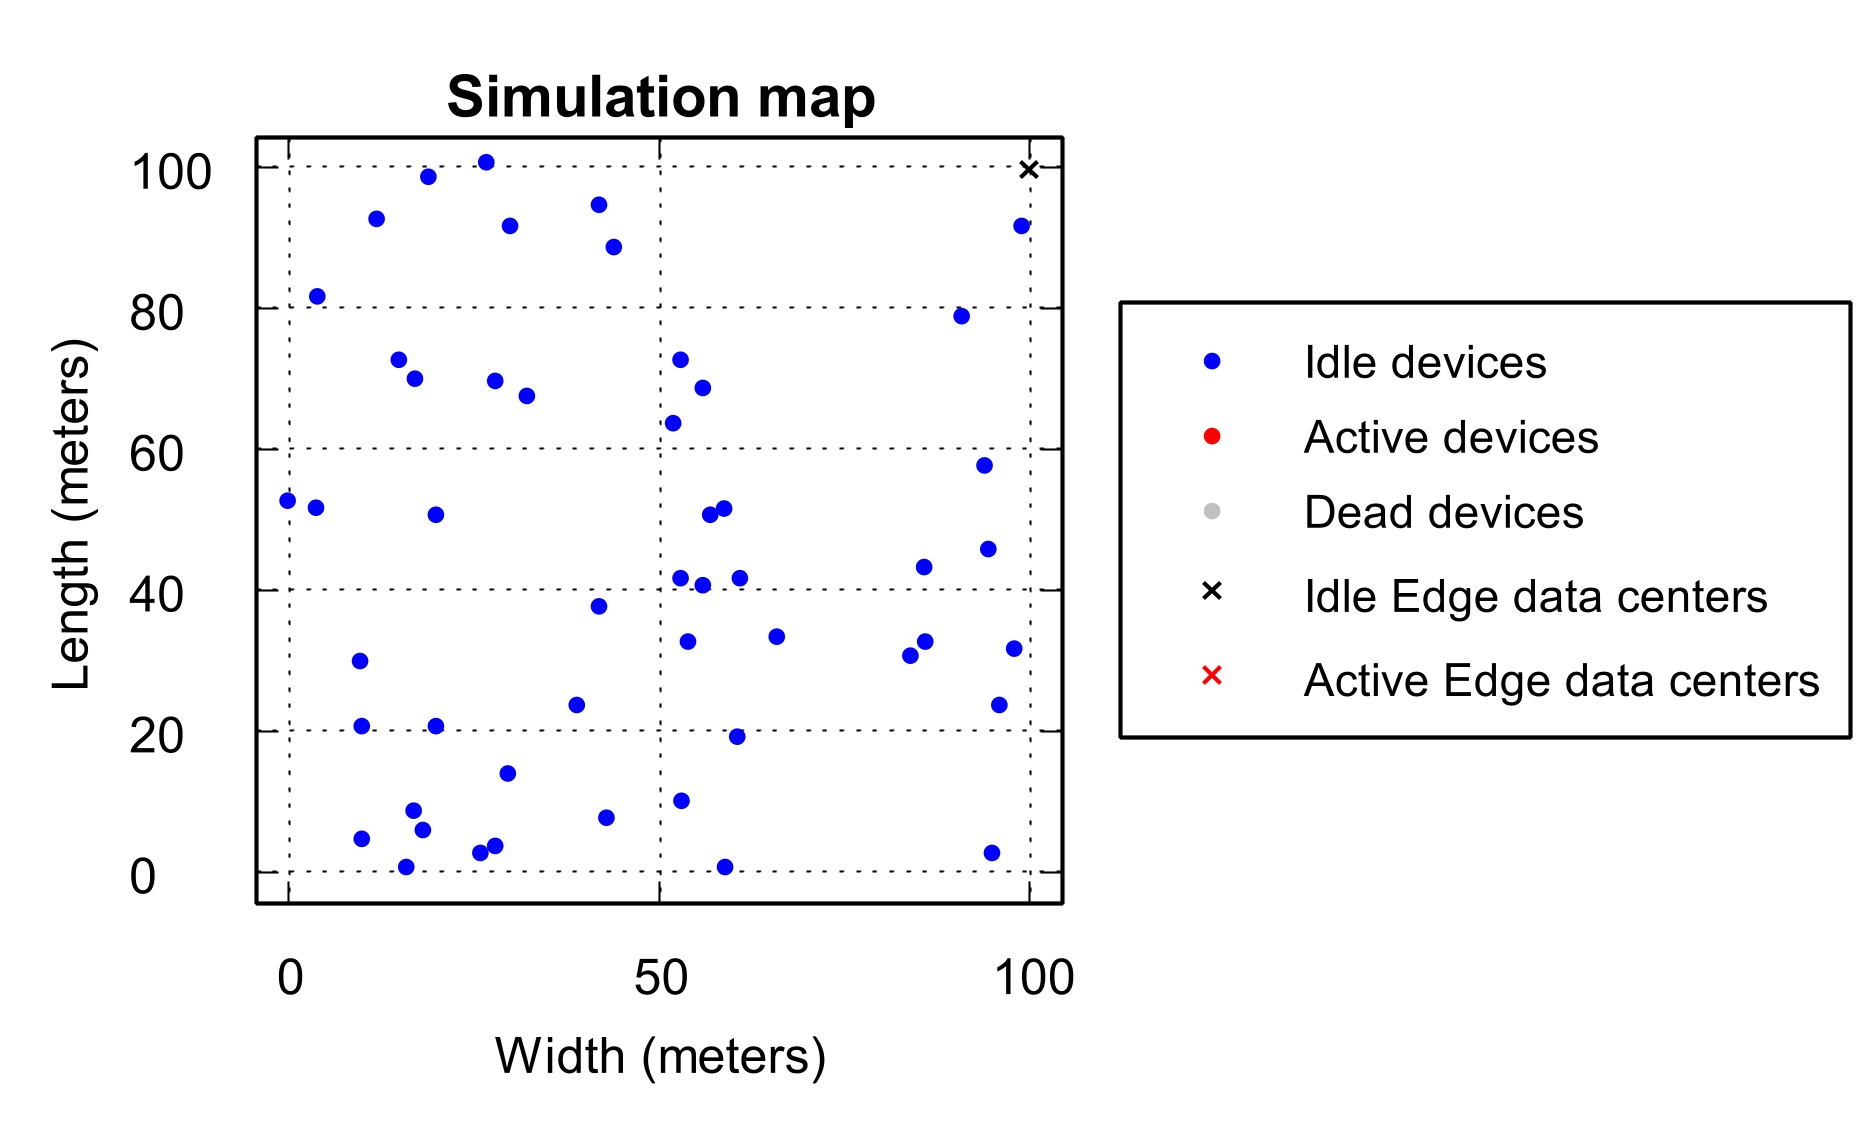 Simulation map
100
80
60
40
20
0
Length (meters)
0 50 100
Width (meters)
Idle devices
Active devices
Dead devices
Idle Edge data centers
Active Edge data centers